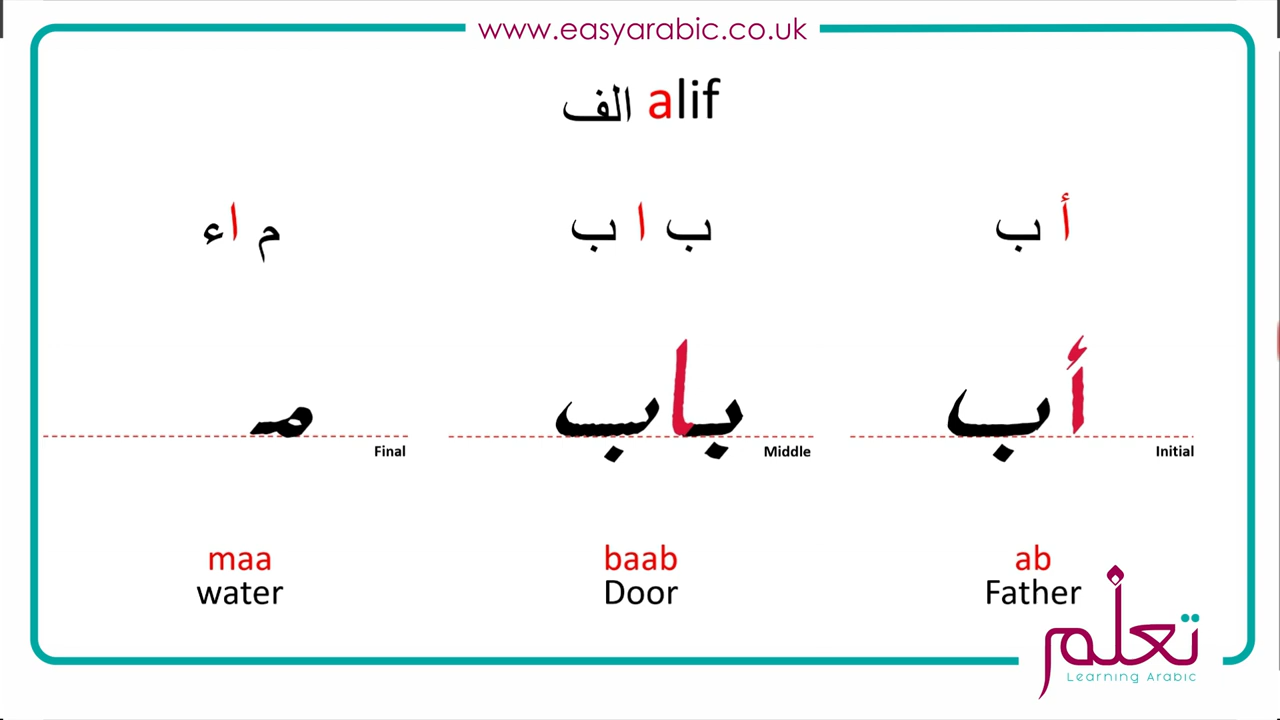 www.easyarabic.co.uk
الف alif
أ ب
ب ا ب
م اء
أب
باب
مـ
Initial
Middle
Final
ab
Father
baab
Door
maa
water
تعلم
Learning Arabic